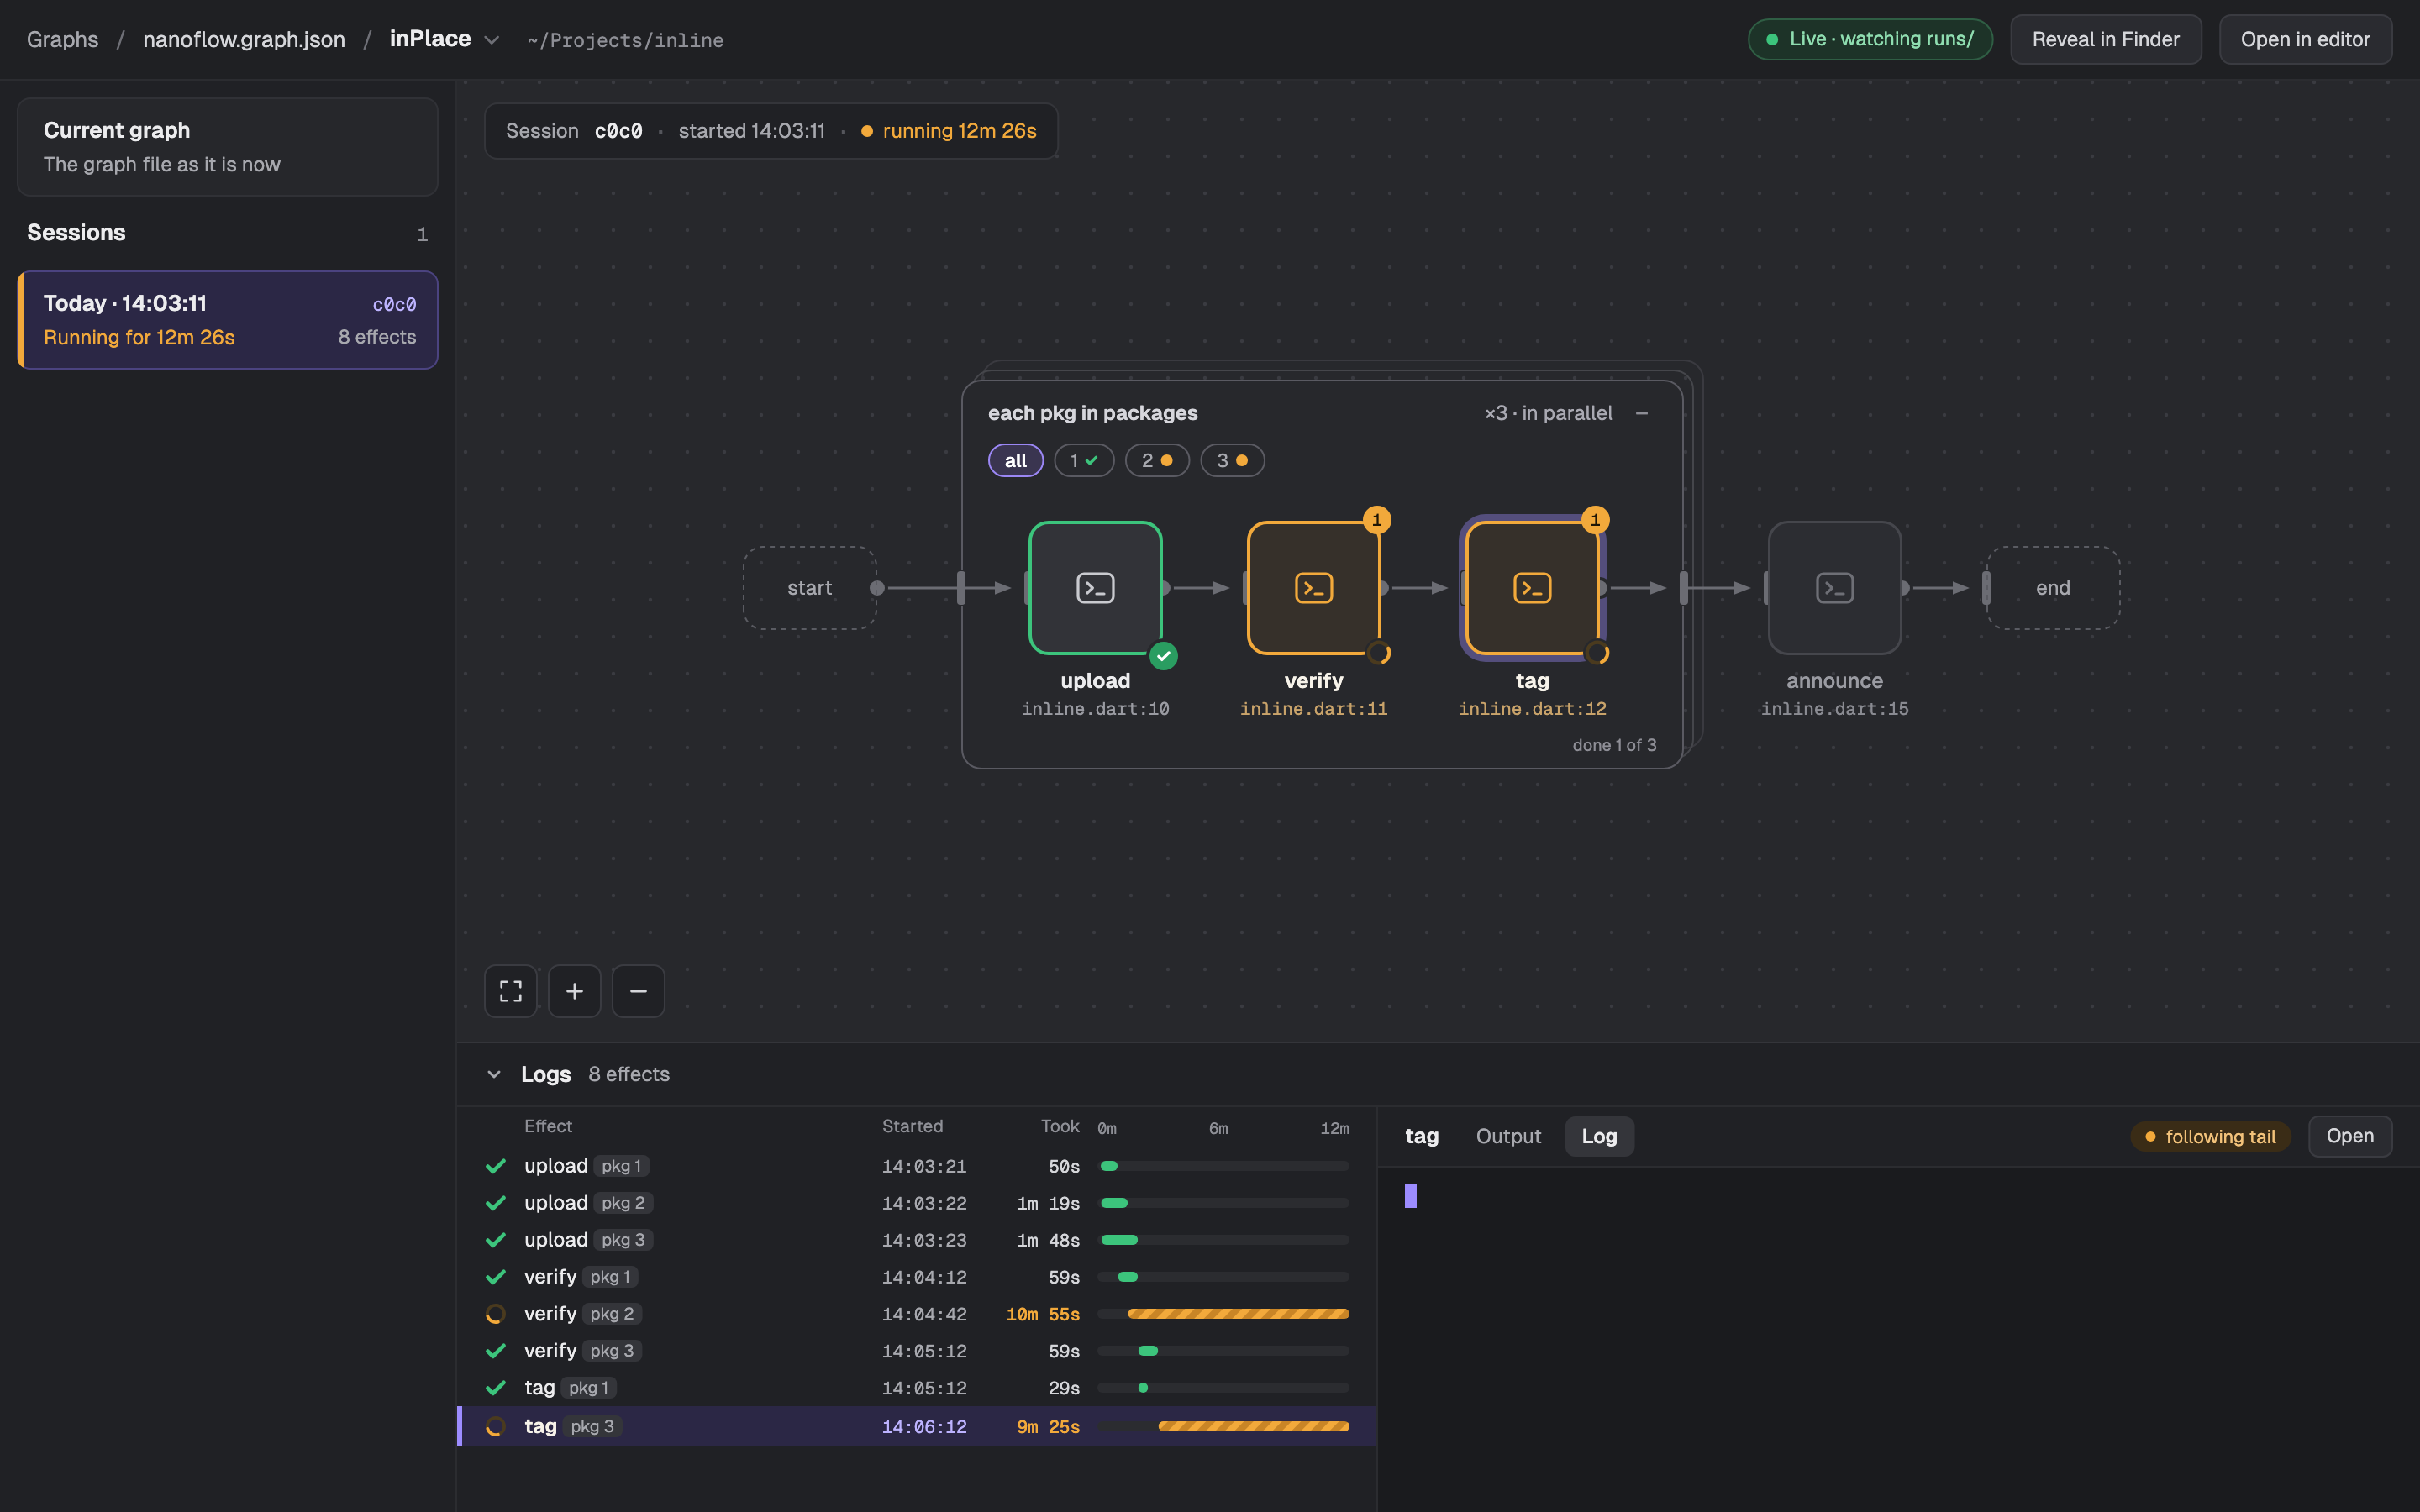 Graphs / nanoflow.graph.json / inPlace ~/Projects/inline
Live · watching runs/
Reveal in Finder
Open in editor
Current graph
The graph file as it is now
Sessions 1
Today · 14:03:11 c0c0
Running for 12m 26s 8 effects
Session c0c0 · started 14:03:11 · running 12m 26s
each pkg in packages ×3 · in parallel
all 1 2 3
1 1
start
end
upload verify tag announce
inline.dart:10 inline.dart:11 inline.dart:12 inline.dart:15
done 1 of 3
Logs 8 effects
Effect Started Took 0m 6m 12m
upload pkg 1 14:03:21 50s
upload pkg 2 14:03:22 1m 19s
upload pkg 3 14:03:23 1m 48s
verify pkg 1 14:04:12 59s
verify pkg 2 14:04:42 10m 55s
verify pkg 3 14:05:12 59s
tag pkg 1 14:05:12 29s
tag pkg 3 14:06:12 9m 25s
tag Output Log
following tail
Open